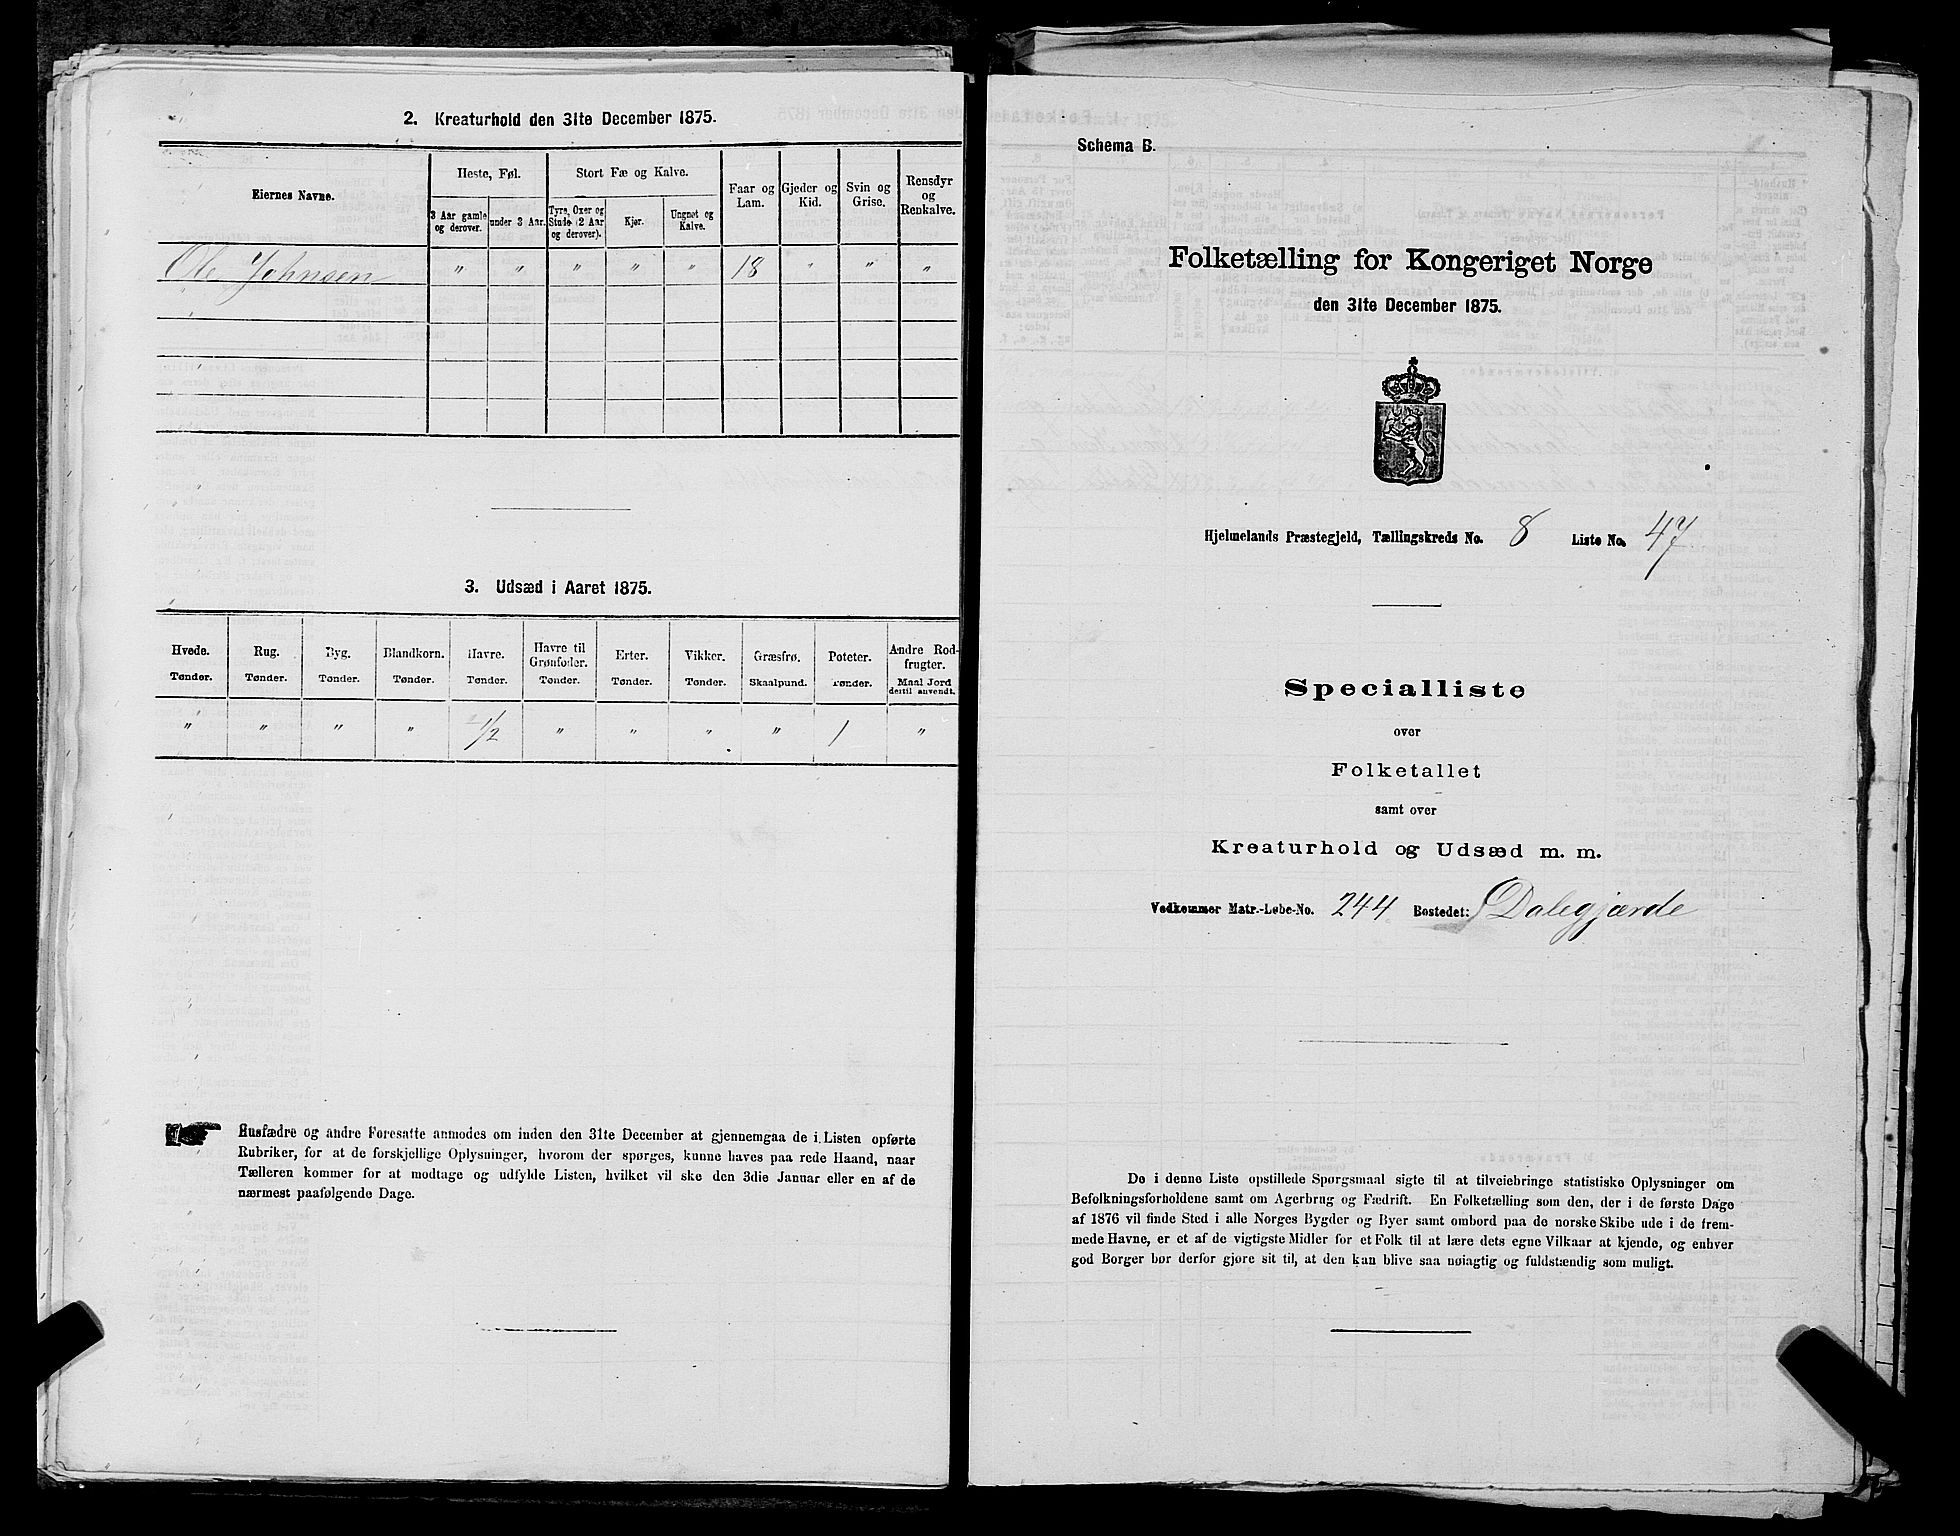 2. Kreaturhold den 31te December 1875.
Eiernes Navne.
Heste, Føl.
Stort Fæ og Kalve.
Faar og Lam.
Gjeder og Kid.
Svin og Grise.
Rensdyr og Renkalve.
3 Aar gamle og derover.
under 3 Aar.
Tyre, Oxer og Stude (2 Aar og derover).
Kjør.
Ungnøt og Kalve.
Ole Johnsen " " " " " 18 " " "
3. Udsæd i Aaret 1875.
Hvede. Rug. Byg. Blandkorn. Havre. Havre til Grønfoder. Erter. Vikker. Græsfrø. Poteter. Andre Rodfrugter.
Tønder. Tønder. Tønder. Tønder. Tønder. Tønder. Tønder. Tønder. Skaalpund. Tønder. Maal Jord dertil anvendt.
" " " " 1/2 " " " " 1 "
Husfædre og andre Foresatte anmodes om inden den 31te December at gjennemgaa de i Listen opførte
Rubriker, for at de forskjellige Oplysninger, hvorom der spørges, kunne haves paa rede Haand, naar
Tælleren kommer for at modtage og udfylde Listen, hvilket vil ske den 3die Januar eller en af de
nærmest paafølgende Dage.
Schema B.
Folketælling for Kongeriget Norge
den 31te December 1875.
Hjelmelands Præstegjeld, Tællingskreds No. 8 Liste No. 47
Specialliste
over
Folketallet
samt over
Kreaturhold og Udsæd m. m.
Vedkommer Matr.-Løbe-No. 244 Bostedet: Dalegjærde
De i denne Liste opstillede Spørgsmaal sigte til at tilveiebringe statistiske Oplysninger om
Befolkningsforholdene samt om Agerbrug og Fædrift. En Folketælling som den, der i de første Dage
af 1876 vil finde Sted i alle Norges Bygder og Byer samt ombord paa de norske Skibe ude i de frem-
mede Havne, er et af de vigtigste Midler for et Folk til at lære dets egne Vilkaar at kjende, og enhver
god Borger bør derfor gjøre sit til, at den kan blive saa nøiagtig og fuldstændig som muligt.